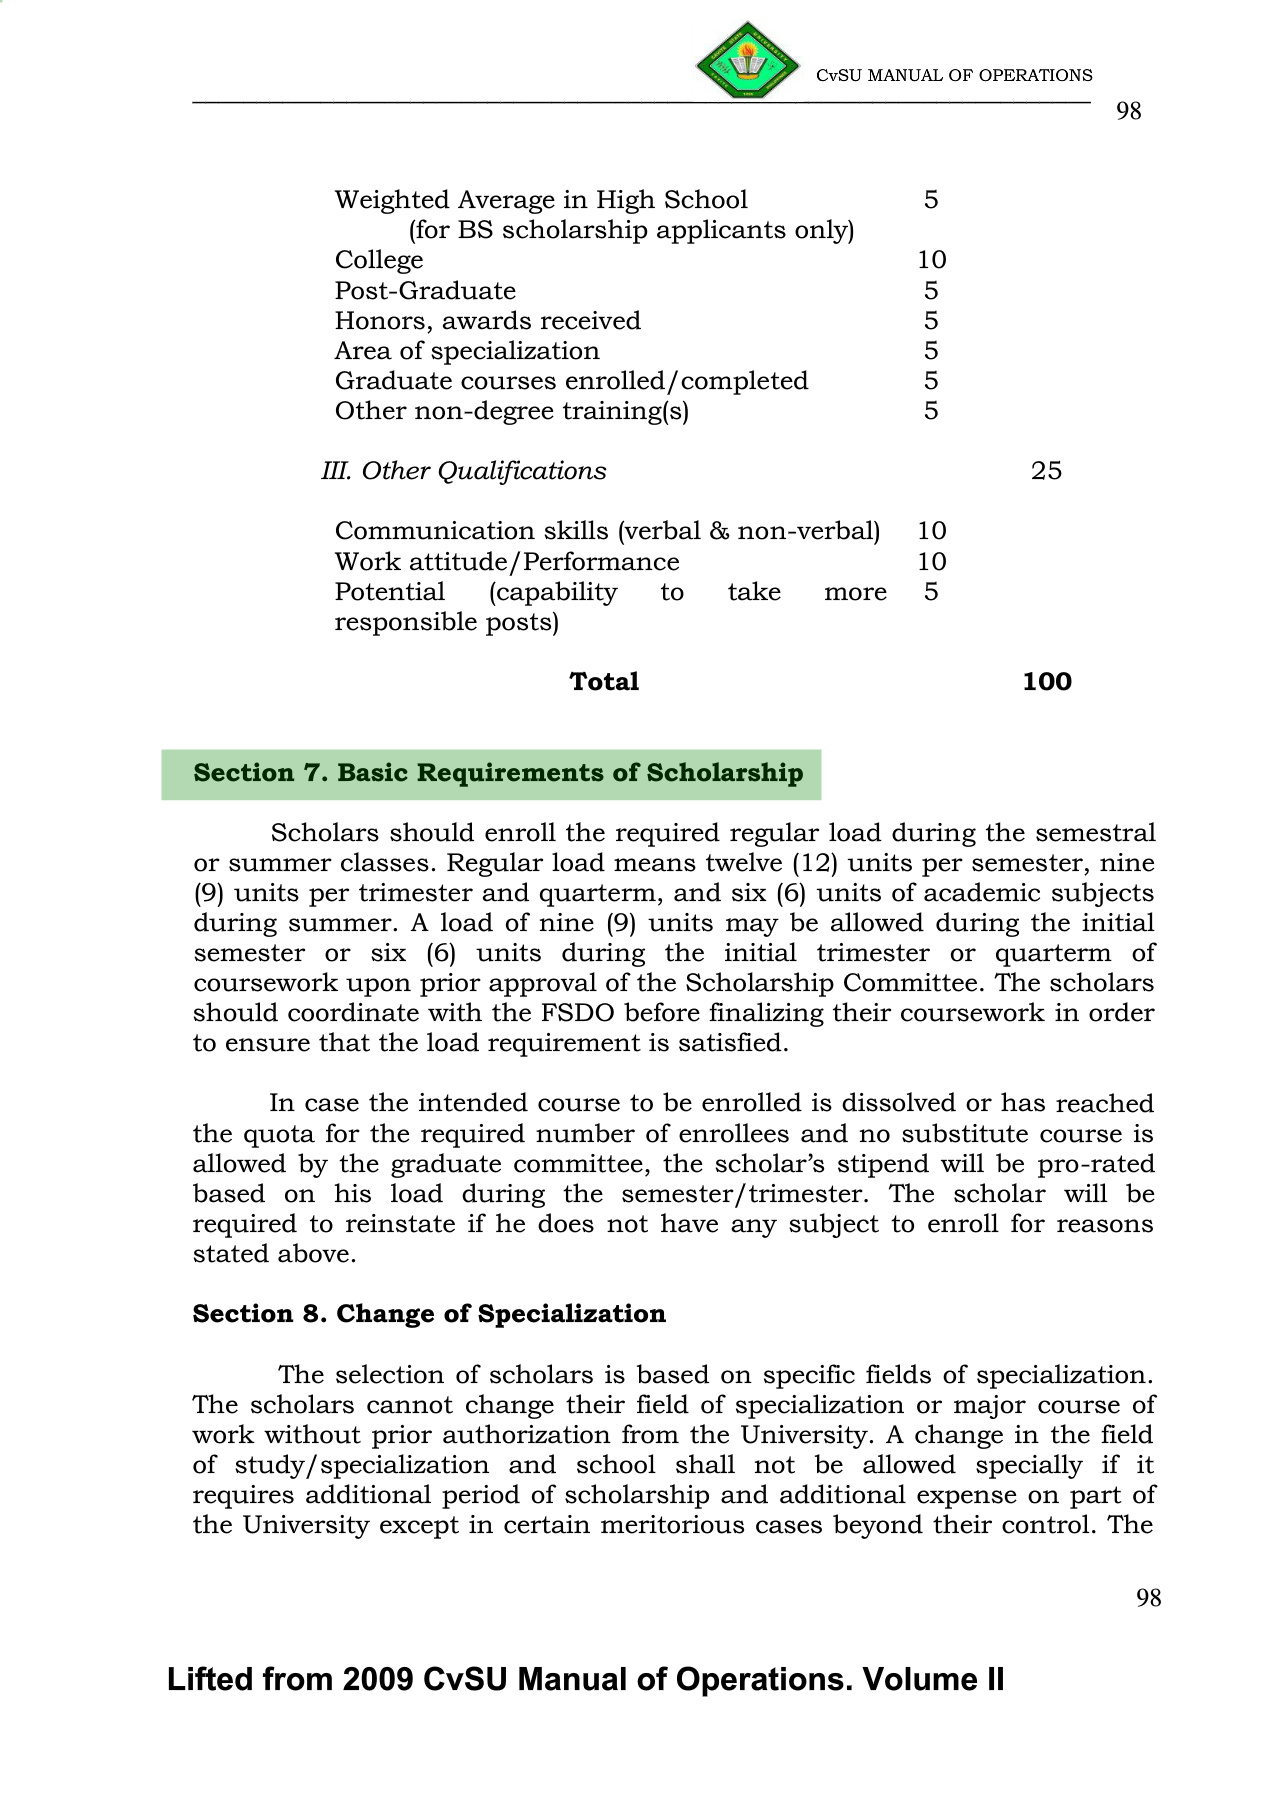 CvSU MANUAL OF OPERATIONS
98
Weighted Average in High School 5
(for BS scholarship applicants only)
College 10
Post-Graduate 5
Honors, awards received 5
Area of specialization 5
Graduate courses enrolled/completed 5
Other non-degree training(s) 5
III. Other Qualifications 25
Communication skills (verbal & non-verbal) 10
Work attitude/Performance 10
Potential (capability to take more 5
responsible posts)
Total 100
Section 7. Basic Requirements of Scholarship
Scholars should enroll the required regular load during the semestral
or summer classes. Regular load means twelve (12) units per semester, nine
(9) units per trimester and quarterm, and six (6) units of academic subjects
during summer. A load of nine (9) units may be allowed during the initial
semester or six (6) units during the initial trimester or quarterm of
coursework upon prior approval of the Scholarship Committee. The scholars
should coordinate with the FSDO before finalizing their coursework in order
to ensure that the load requirement is satisfied.
In case the intended course to be enrolled is dissolved or has reached
the quota for the required number of enrollees and no substitute course is
allowed by the graduate committee, the scholar’s stipend will be pro-rated
based on his load during the semester/trimester. The scholar will be
required to reinstate if he does not have any subject to enroll for reasons
stated above.
Section 8. Change of Specialization
The selection of scholars is based on specific fields of specialization.
The scholars cannot change their field of specialization or major course of
work without prior authorization from the University. A change in the field
of study/specialization and school shall not be allowed specially if it
requires additional period of scholarship and additional expense on part of
the University except in certain meritorious cases beyond their control. The
98
Lifted from 2009 CvSU Manual of Operations. Volume II